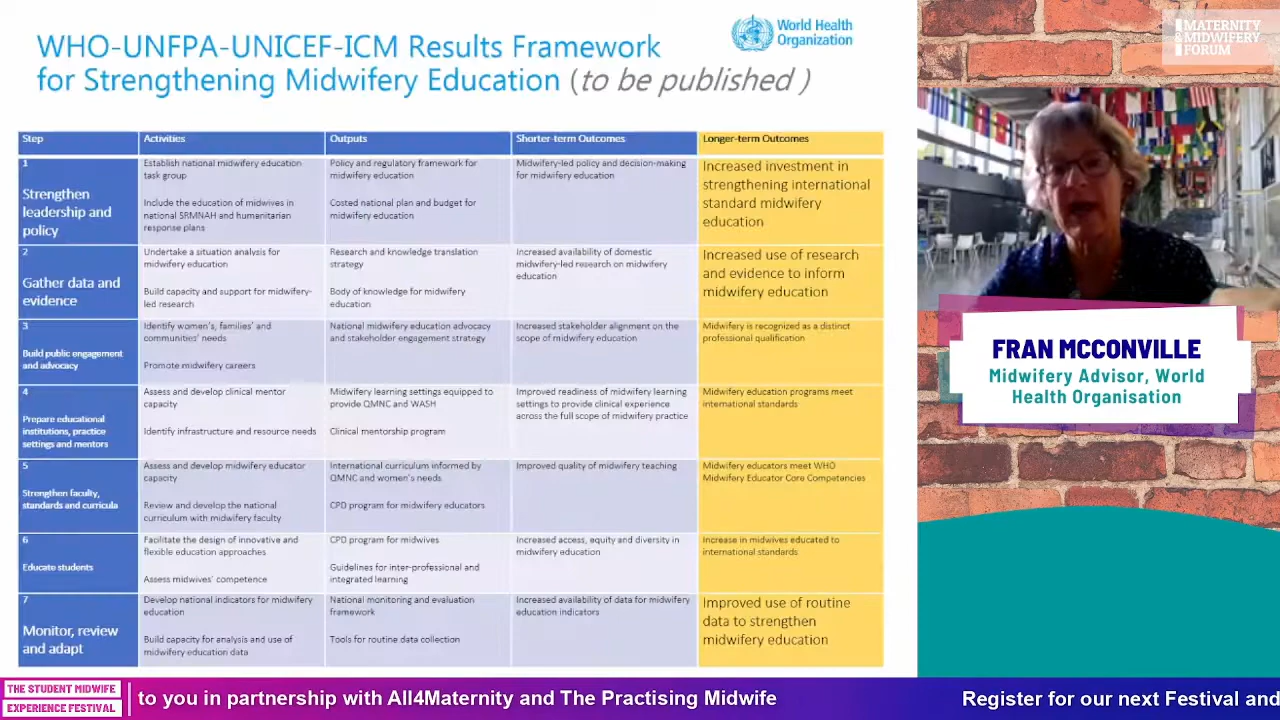 WHO-UNFPA-UNICEF-ICM Results Framework
for Strengthening Midwifery Education (to be published )
World Health
Organization
Step
Activities
Outputs
Shorter-term Outcomes
Longer-term Outcomes
1
Strengthen
leadership and
policy
Establish national midwifery education
task group
Include the education of midwives in
national SRMNAH and humanitarian
response plans
Policy and regulatory framework for
midwifery education
Costed national plan and budget for
midwifery education
Midwifery-led policy and decision-making
for midwifery education
Increased investment in
strengthening international
standard midwifery
education
2
Gather data and
evidence
Undertake a situation analysis for
midwifery education
Build capacity and support for midwifery-
led research
Research and knowledge translation
strategy
Body of knowledge for midwifery
education
Increased availability of domestic
midwifery-led research on midwifery
education
Increased use of research
and evidence to inform
midwifery education
3
Build public engagement
and advocacy
Identify women's, families' and
communities' needs
Promote midwifery careers
National midwifery education advocacy
and stakeholder engagement strategy
Increased stakeholder alignment on the
scope of midwifery education
Midwifery is recognized as a distinct
professional qualification
4
Prepare educational
institutions, practice
settings and mentors
Assess and develop clinical mentor
capacity
Identify infrastructure and resource needs
Midwifery learning settings equipped to
provide QMNC and WASH
Clinical mentorship program
Improved readiness of midwifery learning
settings to provide clinical experience
across the full scope of midwifery practice
Midwifery education programs meet
international standards
5
Strengthen faculty,
standards and curricula
Assess and develop midwifery educator
capacity
Review and develop the national
curriculum with midwifery faculty
International curriculum informed by
QMNC and women's needs
CPD program for midwifery educators
Improved quality of midwifery teaching
Midwifery educators meet WHO
Midwifery Educator Core Competencies
6
Educate students
Facilitate the design of innovative and
flexible education approaches
Assess midwives' competence
CPD program for midwives
Guidelines for inter-professional and
integrated learning
Increased access, equity and diversity in
midwifery education
Increase in midwives educated to
international standards
7
Monitor, review
and adapt
Develop national indicators for midwifery
education
Build capacity for analysis and use of
midwifery education data
National monitoring and evaluation
framework
Tools for routine data collection
Increased availability of data for midwifery
education indicators
Improved use of routine
data to strengthen
midwifery education
MATERNITY
& MIDWIFERY
FORUM
FRAN MCCONVILLE
Midwifery Advisor, World
Health Organisation
THE STUDENT MIDWIFE
EXPERIENCE FESTIVAL
to you in partnership with All4Maternity and The Practising Midwife
Register for our next Festival and